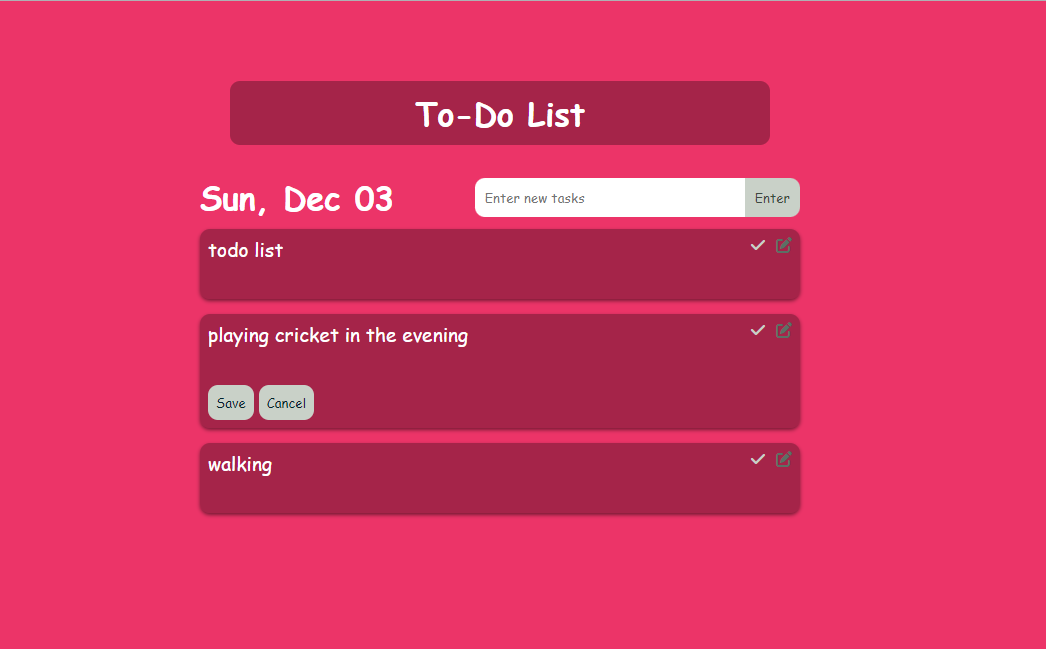 To-Do List
Sun, Dec 03
Enter new tasks
Enter
todo list
playing cricket in the evening
Save
Cancel
walking